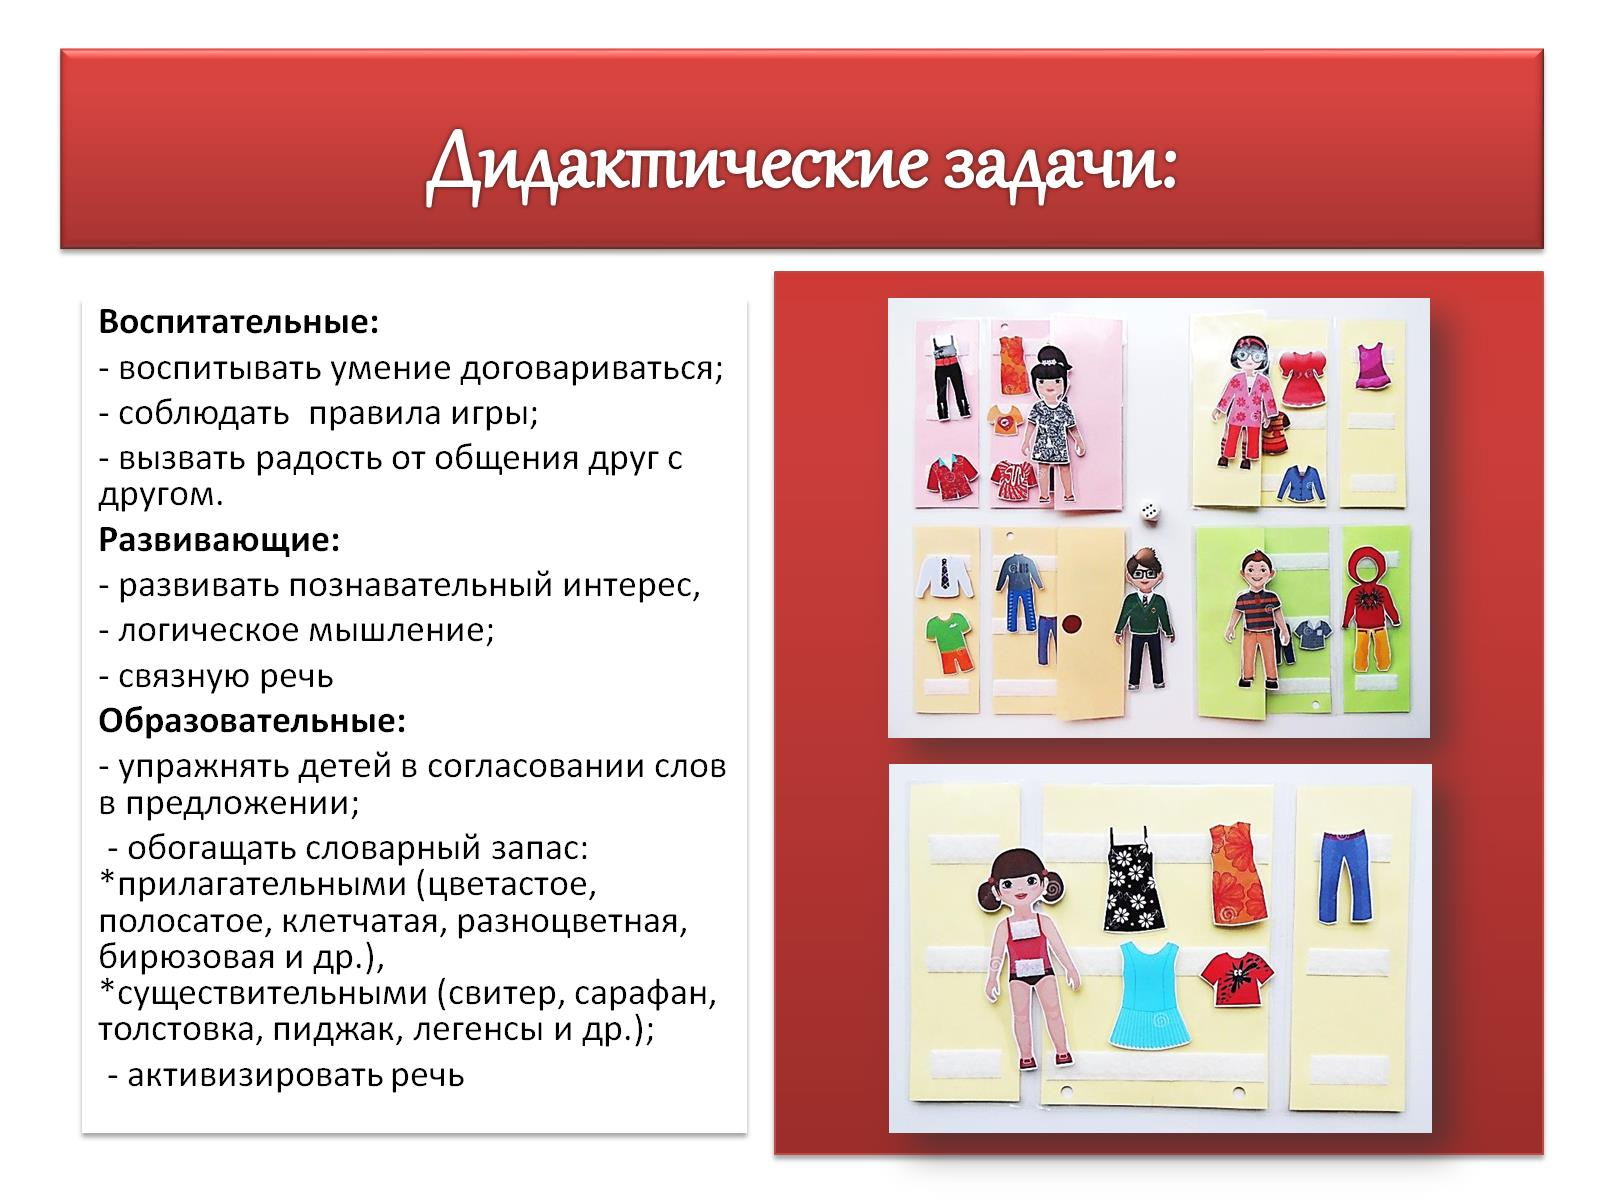 Дидактические задачи:
Воспитательные:
- воспитывать умение договариваться;
- соблюдать  правила игры;
- вызвать радость от общения друг с
другом.
Развивающие:
- развивать познавательный интерес,
- логическое мышление;
- связную речь
Образовательные:
- упражнять детей в согласовании слов
в предложении;
- обогащать словарный запас:
*прилагательными (цветастое,
полосатое, клетчатая, разноцветная,
бирюзовая и др.),
*существительными (свитер, сарафан,
толстовка, пиджак, легенсы и др.);
- активизировать речь